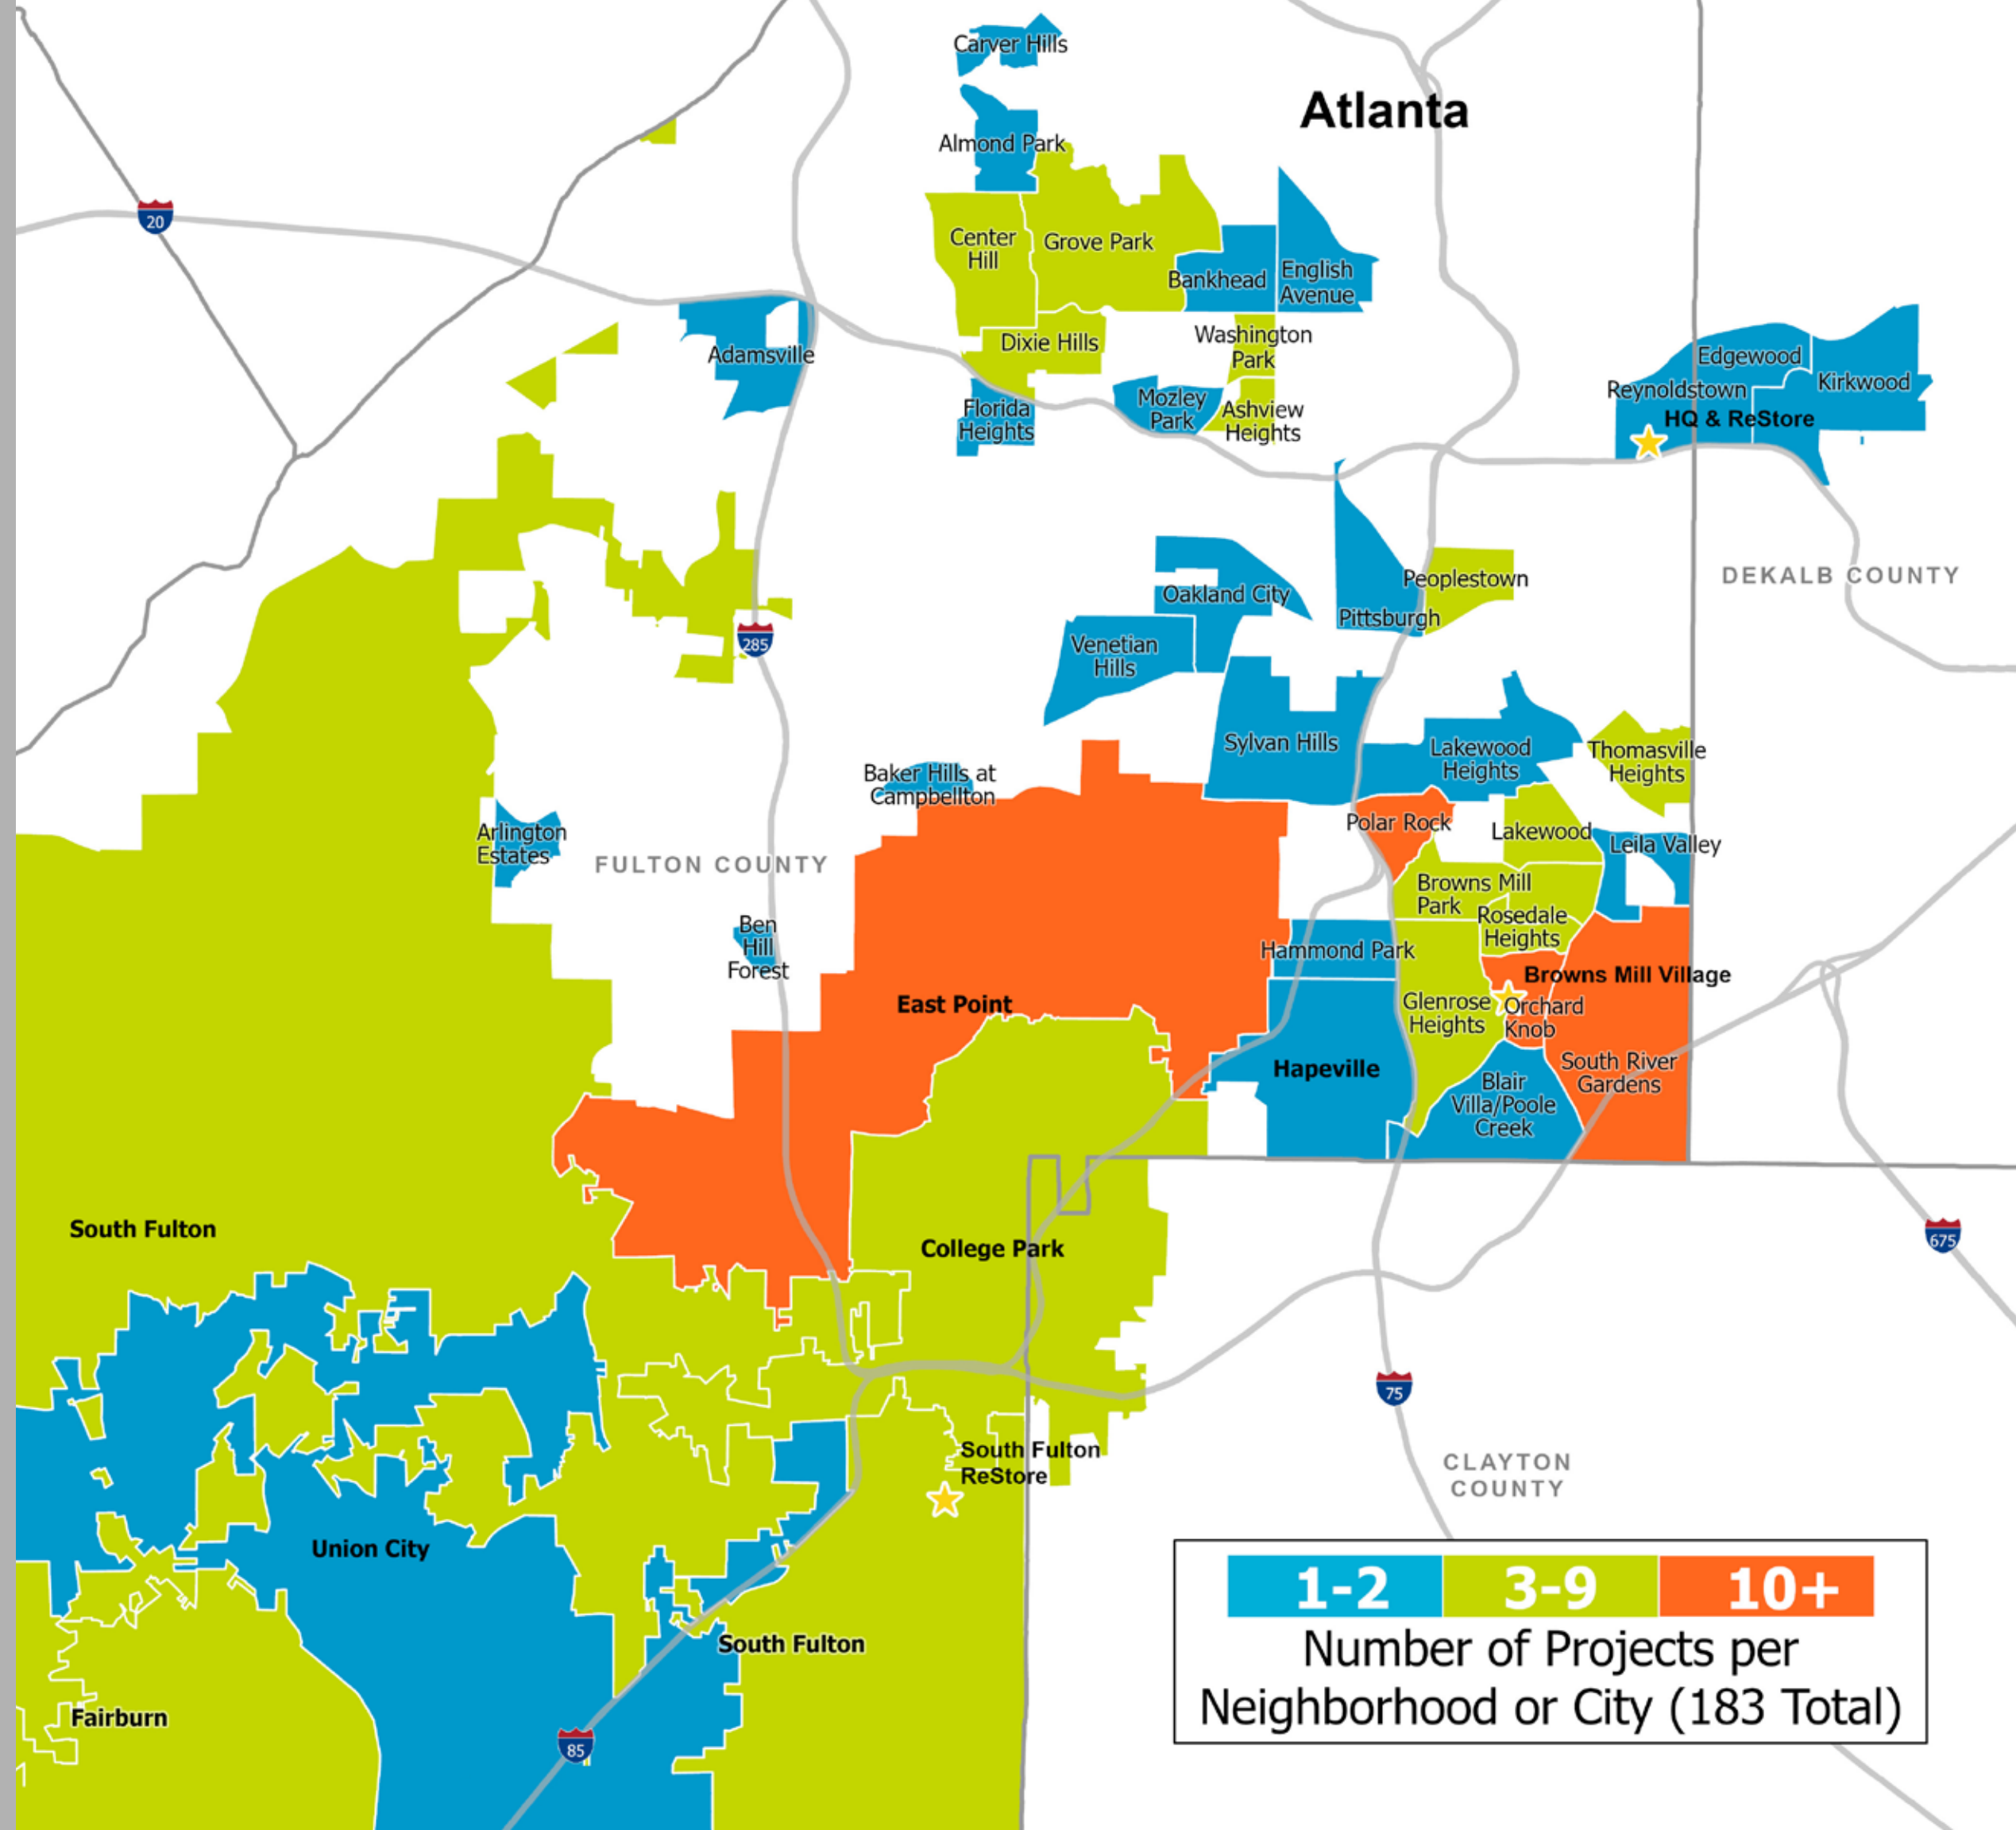 Carver Hills
Atlanta
Almond Park
20
Center
Hill
Grove Park
Bankhead
English
Avenue
Washington
Park
Dixie Hills
Adamsville
Edgewood
Kirkwood
Reynoldstown
HQ & ReStore
Mozley
Park
Florida
Heights
Ashview
Heights
DEKALB COUNTY
Peoplestown
Oakland City
Pittsburgh
285
Venetian
Hills
Sylvan Hills
Lakewood
Heights
Thomasville
Heights
Baker Hills at
Campbellton
Polar Rock
Lakewood
Leila Valley
Arlington
Estates
FULTON COUNTY
Browns Mill
Park
Rosedale
Heights
Ben
Hill
Forest
Hammond Park
Browns Mill Village
East Point
Glenrose
Heights
Orchard
Knob
Hapeville
South River
Gardens
Blair
Villa/Poole
Creek
South Fulton
College Park
675
75
South Fulton
ReStore
CLAYTON
COUNTY
Union City
South Fulton
Fairburn
85
1-2
3-9
10+
Number of Projects per
Neighborhood or City (183 Total)